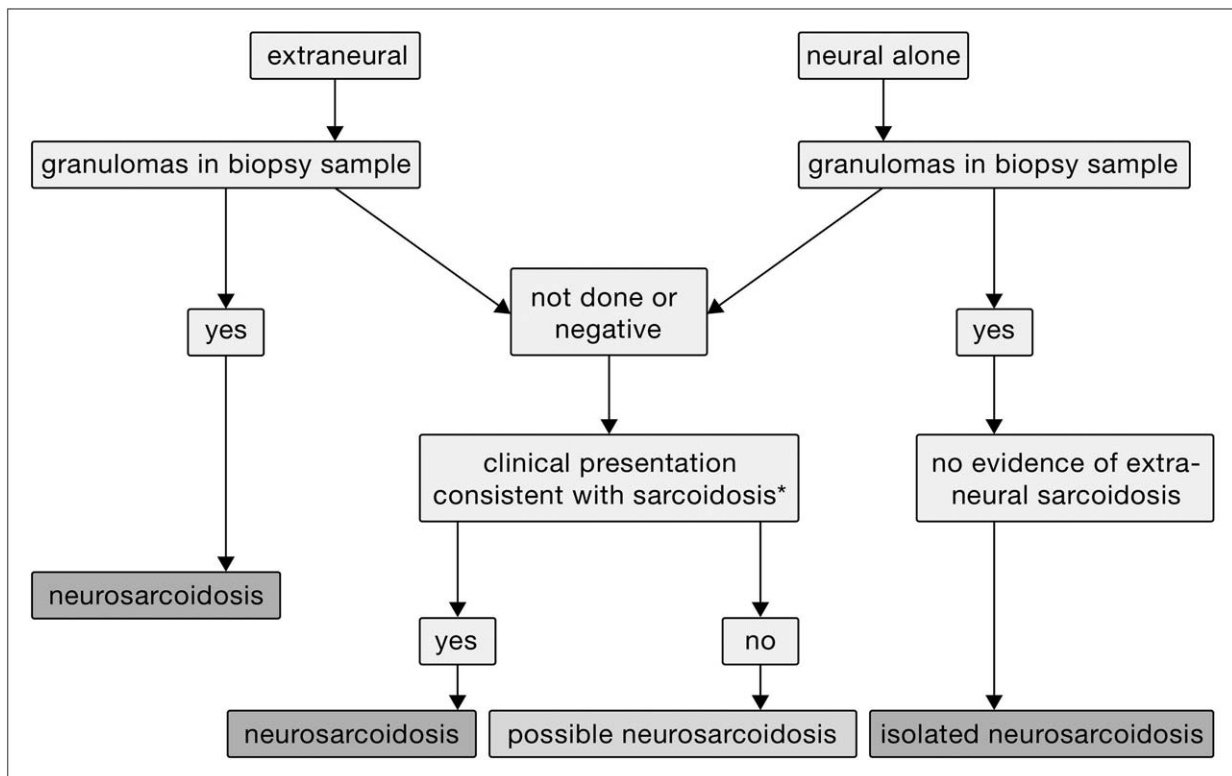 extraneural
neural alone
granulomas in biopsy sample
granulomas in biopsy sample
not done or
negative
yes
yes
clinical presentation
consistent with sarcoidosis*
no evidence of extra-
neural sarcoidosis
neurosarcoidosis
yes
no
neurosarcoidosis
possible neurosarcoidosis
isolated neurosarcoidosis